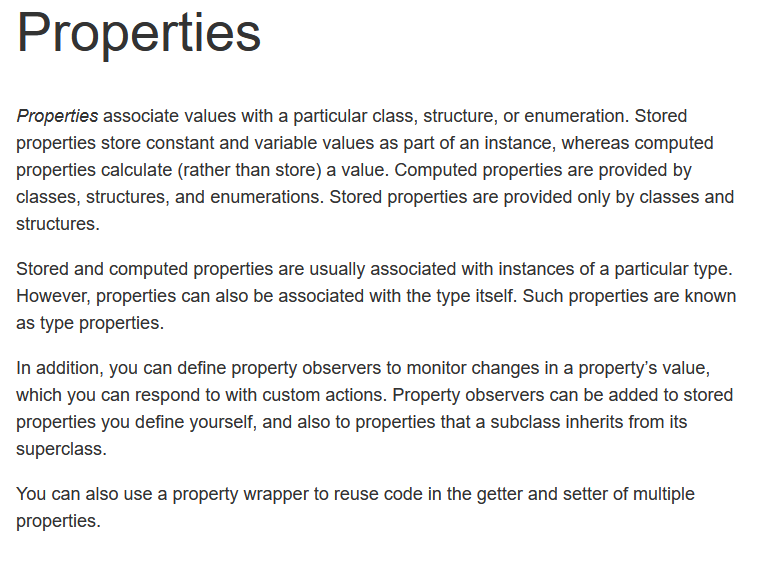 Properties
Properties associate values with a particular class, structure, or enumeration. Stored
properties store constant and variable values as part of an instance, whereas computed
properties calculate (rather than store) a value. Computed properties are provided by
classes, structures, and enumerations. Stored properties are provided only by classes and
structures.
Stored and computed properties are usually associated with instances of a particular type.
However, properties can also be associated with the type itself. Such properties are known
as type properties.
In addition, you can define property observers to monitor changes in a property’s value,
which you can respond to with custom actions. Property observers can be added to stored
properties you define yourself, and also to properties that a subclass inherits from its
superclass.
You can also use a property wrapper to reuse code in the getter and setter of multiple
properties.